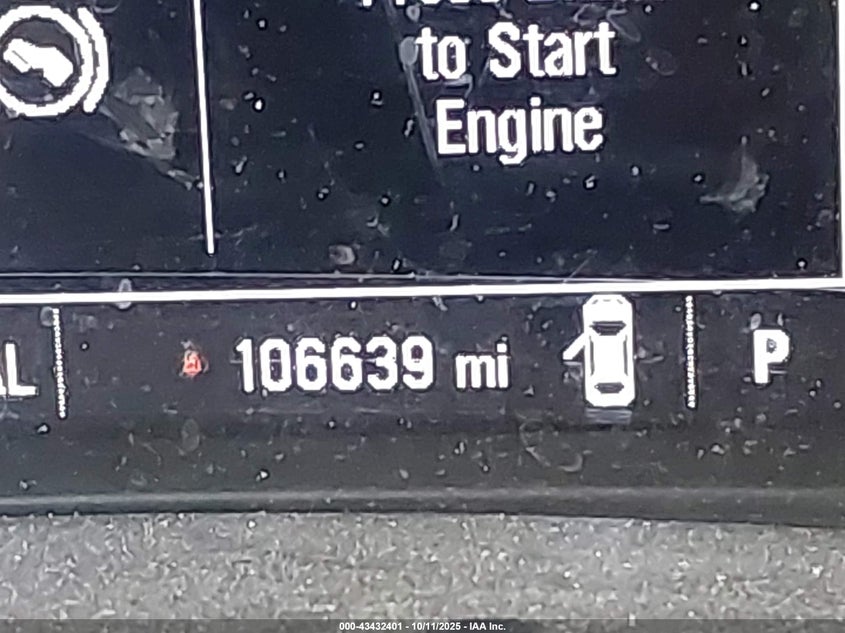 to Start
Engine
106639 mi
P
000-43432401 - 10/11/2025 - IAA Inc.